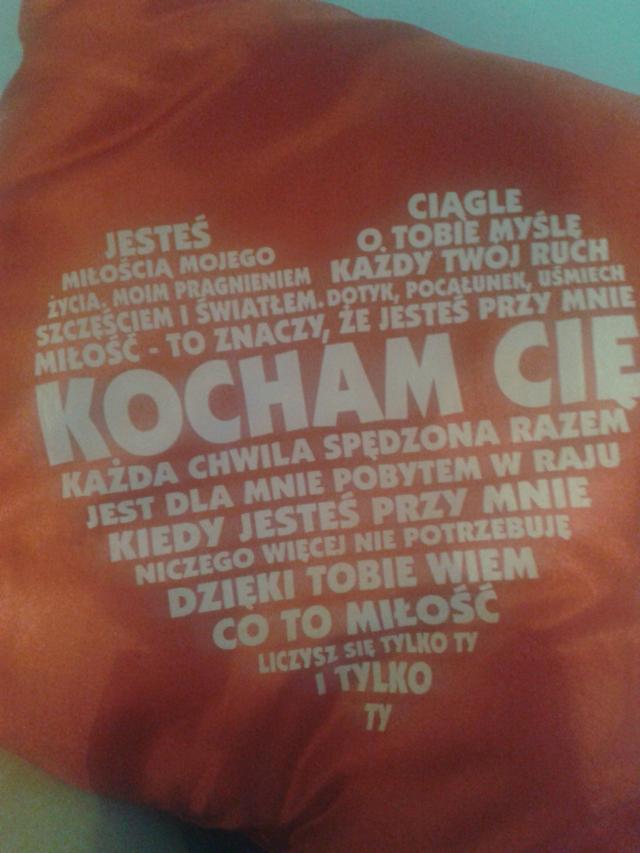 JESTEŚ
MIŁOŚCIĄ MOJEGO
ŻYCIA, MOIM PRAGNIENIEM
SZCZĘŚCIEM I ŚWIATŁEM.
CIĄGLE
O TOBIE MYŚLĘ
KAŻDY TWÓJ RUCH
DOTYK, POCAŁUNEK, UŚMIECH
MIŁOŚĆ - TO ZNACZY, ŻE JESTEŚ PRZY MNIE
KOCHAM CIĘ
KAŻDA CHWILA SPĘDZONA RAZEM
JEST DLA MNIE POBYTEM W RAJU
KIEDY JESTEŚ PRZY MNIE
NICZEGO WIĘCEJ NIE POTRZEBUJĘ
DZIĘKI TOBIE WIEM
CO TO MIŁOŚĆ
LICZYSZ SIĘ TYLKO TY
I TYLKO
TY